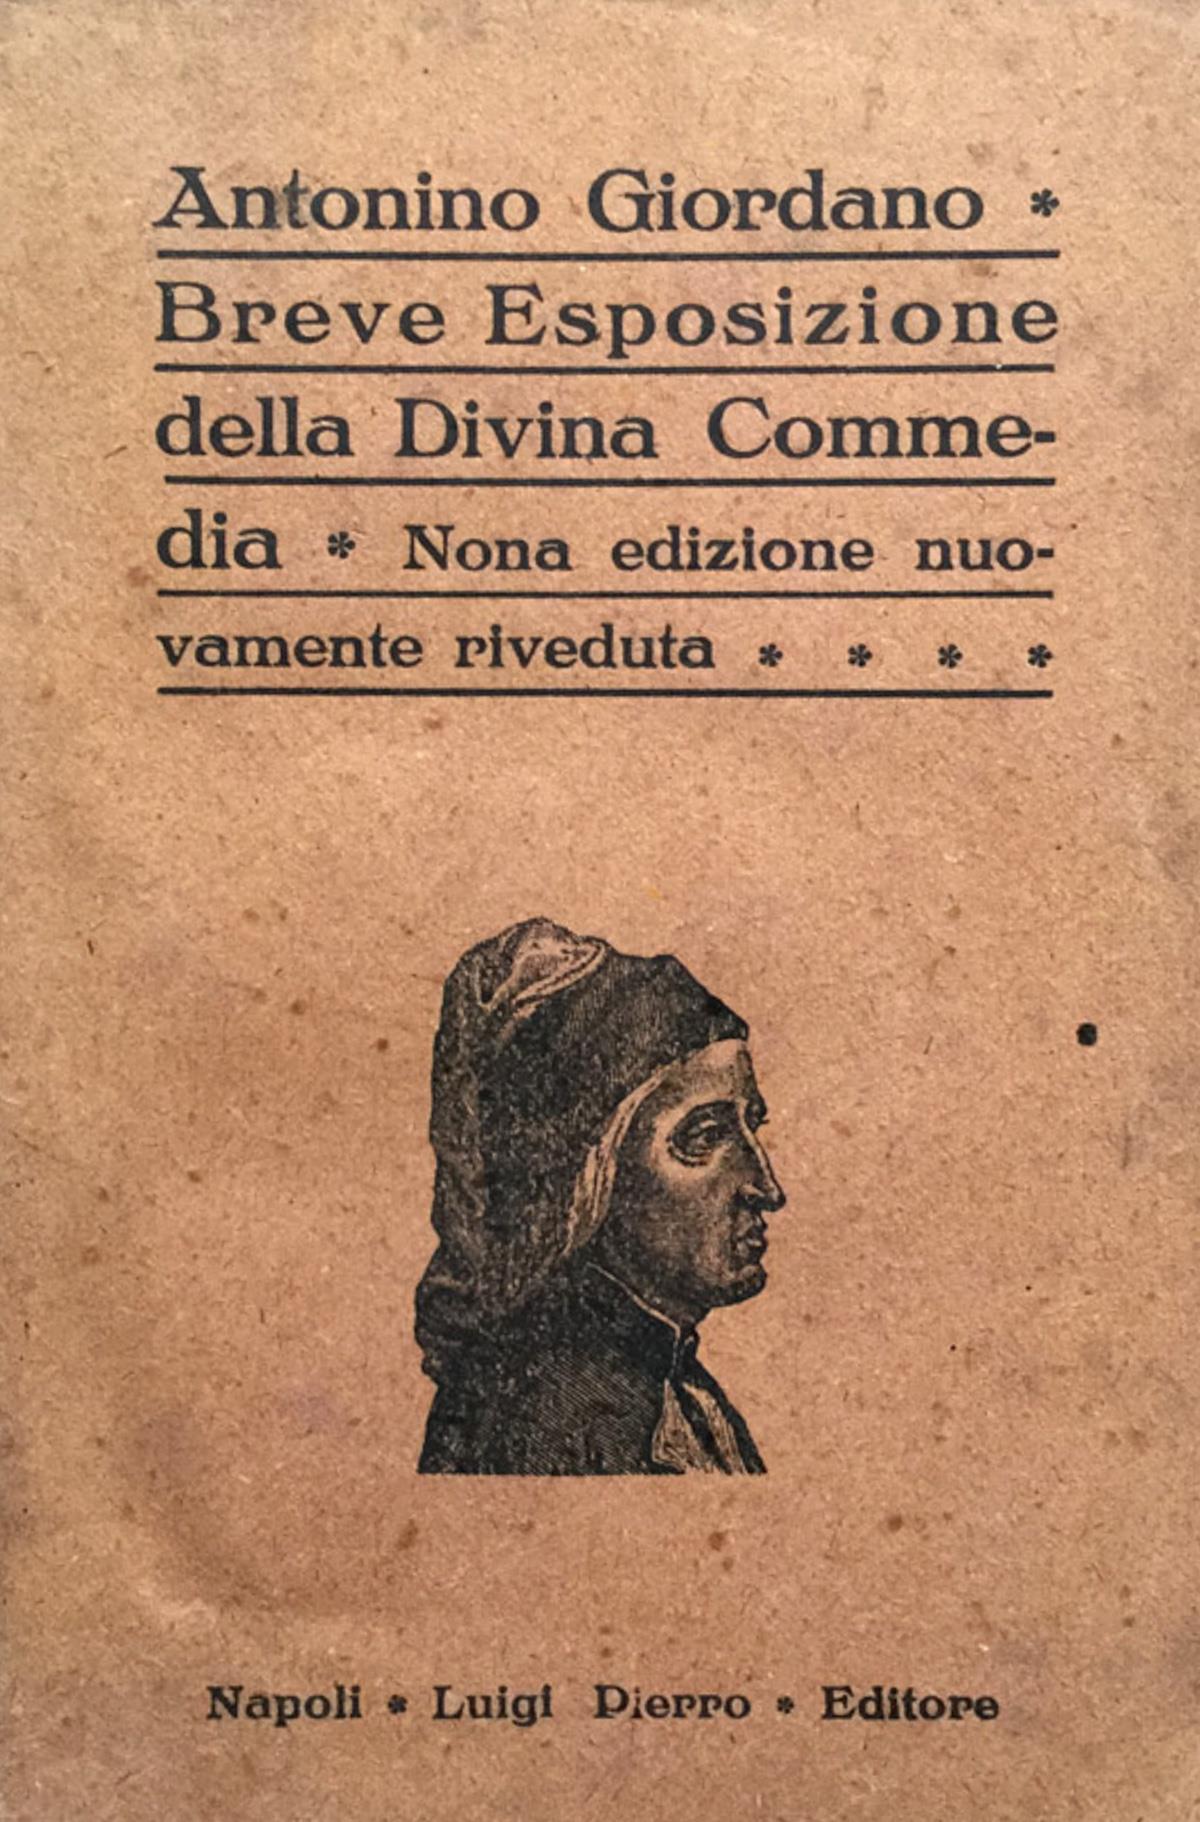 Antonino Giordano *
Breve Esposizione
della Divina Comme-
dia * Nona edizione nuo-
vamente riveduta * * * *
Napoli * Luigi Pierro * Editore